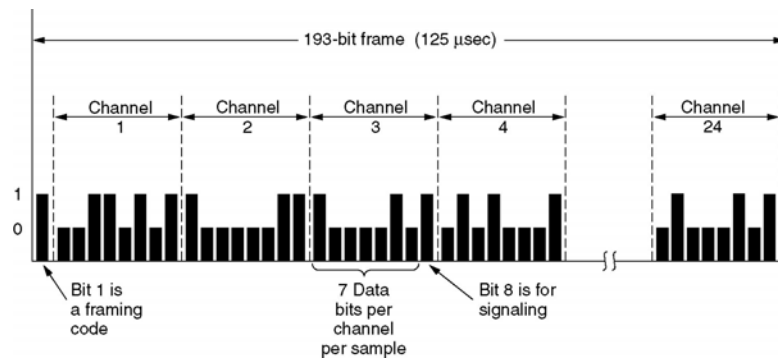 193-bit frame (125 μsec)
Channel
1
Channel
2
Channel
3
Channel
4
Channel
24
1
0
Bit 1 is
a framing
code
7 Data
bits per
channel
per sample
Bit 8 is for
signaling